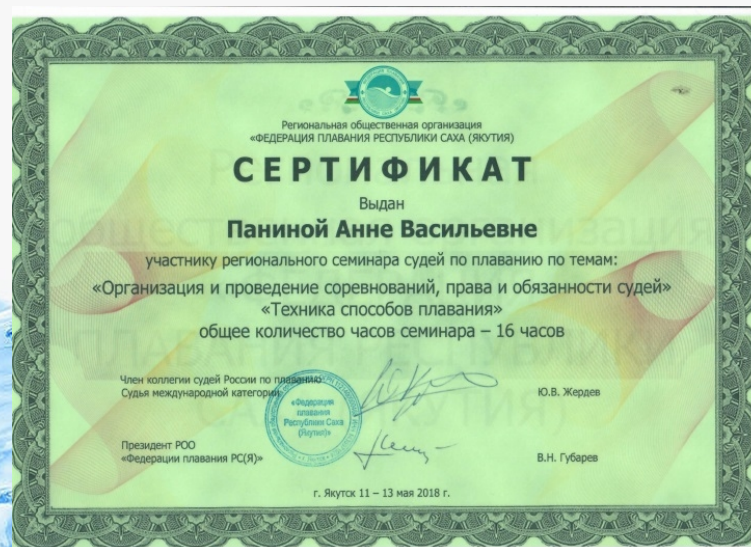 Региональная общественная организация
«ФЕДЕРАЦИЯ ПЛАВАНИЯ РЕСПУБЛИКИ САХА (ЯКУТИЯ)
СЕРТИФИКАТ
Выдан
Паниной Анне Васильевне
участнику регионального семинара судей по плаванию по темам:
«Организация и проведение соревнований, права и обязанности судей»
«Техника способов плавания»
общее количество часов семинара – 16 часов
Член коллегии судей России по плаванию
Судья международной категории
Ю.В. Жердев
«Федерация
плавания
Республики Саха
(Якутия)»
Президент РОО
«Федерации плавания РС(Я)»
В.Н. Губарев
г. Якутск 11 – 13 мая 2018 г.